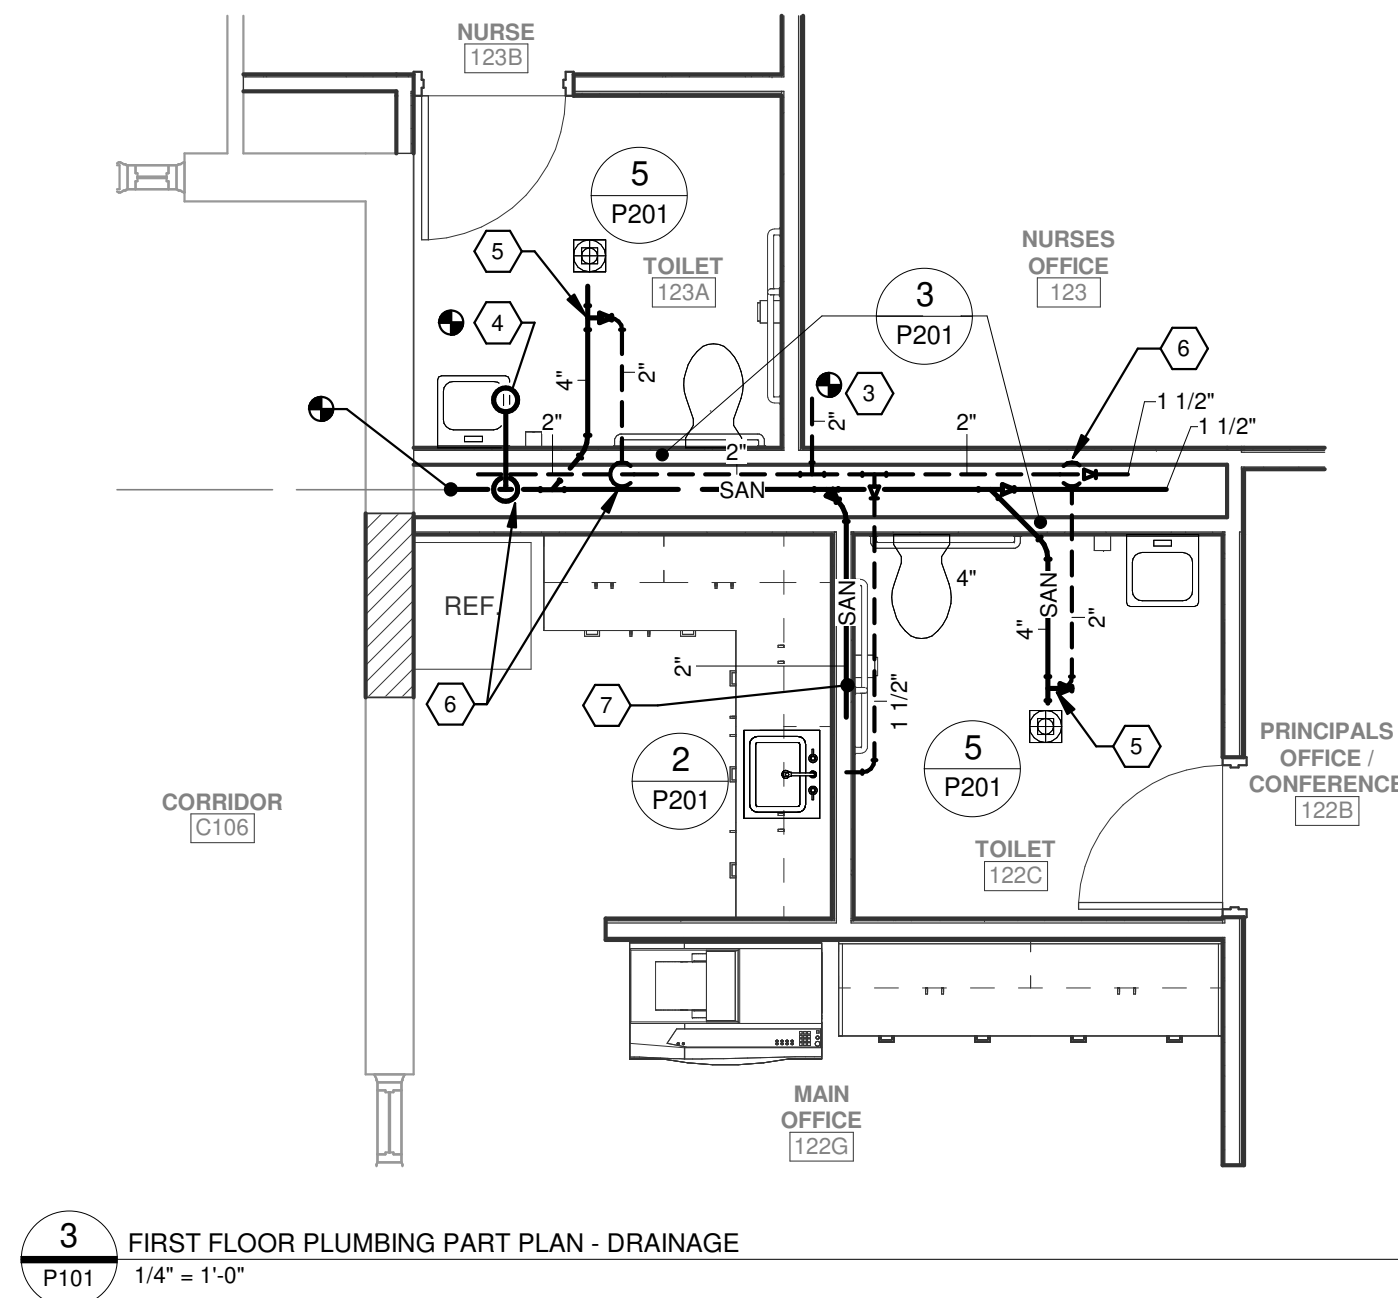 NURSE
123B
5
P201
5
TOILET
123A
NURSES
OFFICE
123
3
P201
4
6
3
4"
2"
2"
2"
2"
2"
1 1/2"
1 1/2"
SAN
REF.
SAN
4"
SAN
4"
2"
2"
1 1/2"
6
7
2
P201
5
P201
5
PRINCIPALS
OFFICE /
CONFERENCE
122B
CORRIDOR
C106
TOILET
122C
MAIN
OFFICE
122G
3
P101
FIRST FLOOR PLUMBING PART PLAN - DRAINAGE
1/4" = 1'-0"